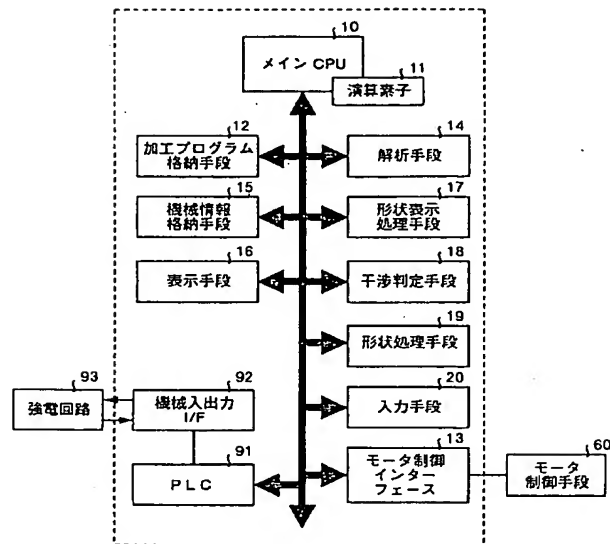 10
メイン CPU
11
演算素子
12
加工プログラム
格納手段
14
解析手段
15
機械情報
格納手段
17
形状表示
処理手段
16
表示手段
18
干渉判定手段
19
形状処理手段
93
強電回路
92
機械入出力
I/F
20
入力手段
91
PLC
13
モータ制御
インター
フェース
60
モータ
制御手段